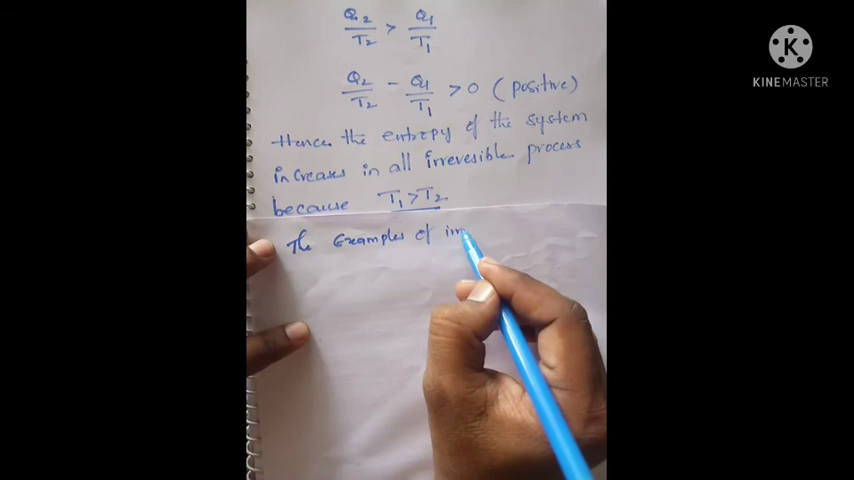 Q2/T2 > Q1/T1
Q2/T2 - Q1/T1 > 0 (positive)
Hence the entropy of the system
increases in all irrevesible process
because T1 > T2
The Examples of irr
K
KINEMASTER